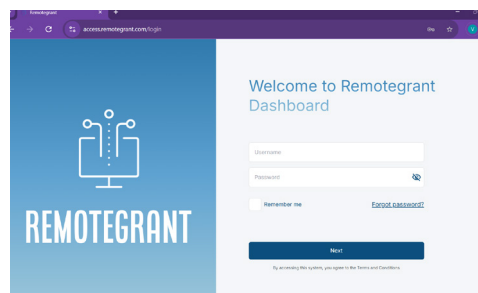 Remotegrant
access.remotegrant.com/login
REMOTEGRANT
Welcome to Remotegrant
Dashboard
Username
Password
Remember me
Forgot password?
Next
By accessing this system, you agree to the Terms and Conditions.
V